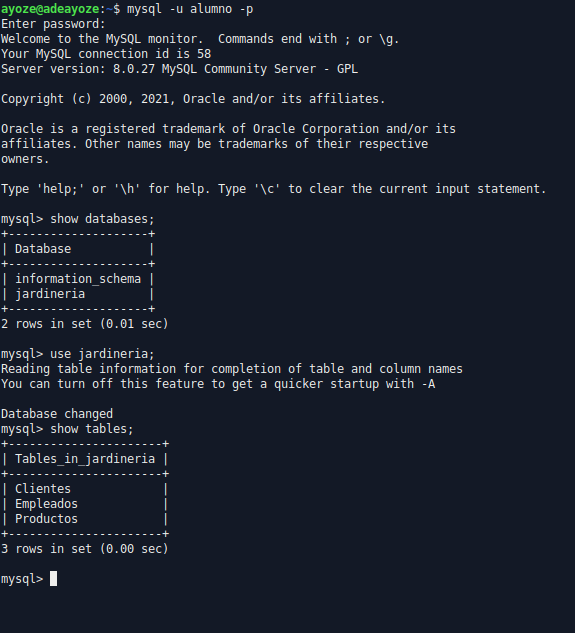 ayoze@adeayoze:~$ mysql -u alumno -p
Enter password:
Welcome to the MySQL monitor.  Commands end with ; or \g.
Your MySQL connection id is 58
Server version: 8.0.27 MySQL Community Server - GPL

Copyright (c) 2000, 2021, Oracle and/or its affiliates.

Oracle is a registered trademark of Oracle Corporation and/or its
affiliates. Other names may be trademarks of their respective
owners.

Type 'help;' or '\h' for help. Type '\c' to clear the current input statement.

mysql> show databases;
+--------------------+
| Database           |
+--------------------+
| information_schema |
| jardineria         |
+--------------------+
2 rows in set (0.01 sec)

mysql> use jardineria;
Reading table information for completion of table and column names
You can turn off this feature to get a quicker startup with -A

Database changed
mysql> show tables;
+----------------------+
| Tables_in_jardineria |
+----------------------+
| Clientes             |
| Empleados            |
| Productos            |
+----------------------+
3 rows in set (0.00 sec)

mysql>